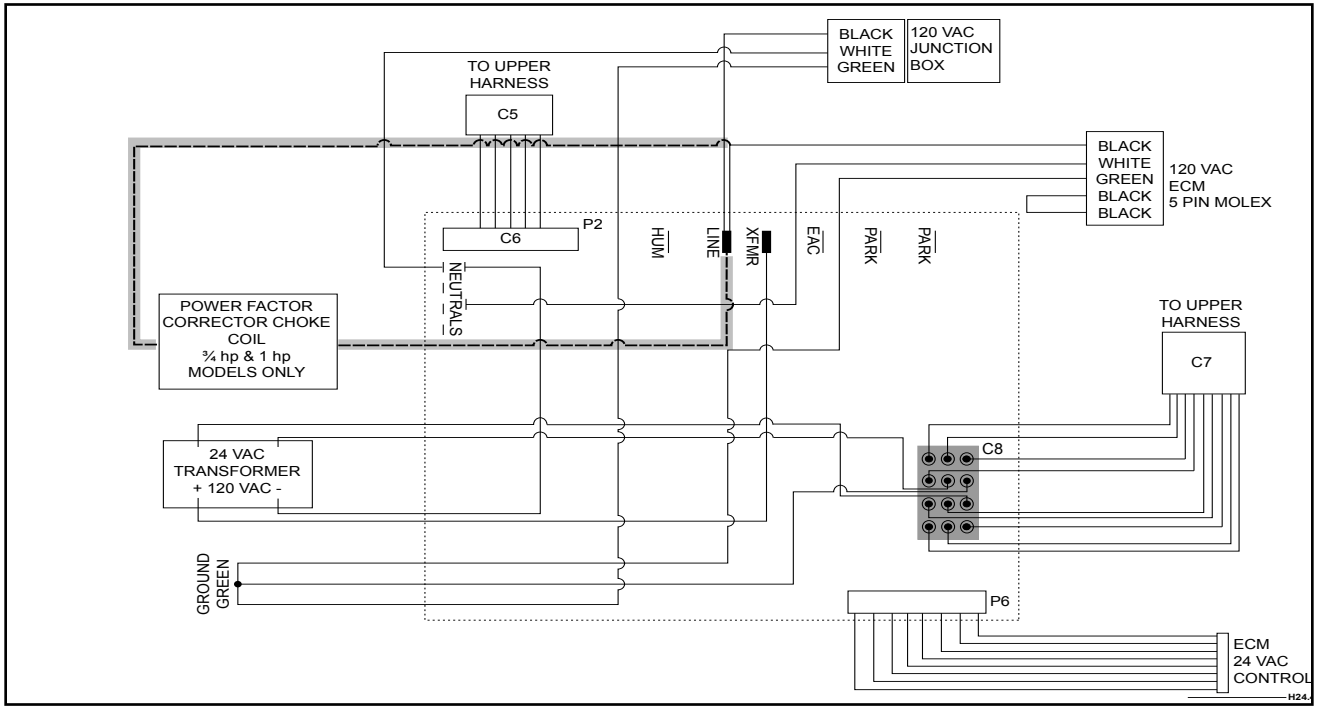 BLACK
WHITE
GREEN
120 VAC
JUNCTION
BOX
TO UPPER
HARNESS
C5
BLACK
WHITE
GREEN
BLACK
BLACK
120 VAC
ECM
5 PIN MOLEX
P2
C6
HUM
LINE
XFMR
EAC
PARK
PARK
NEUTRALS
POWER FACTOR
CORRECTOR CHOKE
COIL
¾ hp & 1 hp
MODELS ONLY
TO UPPER
HARNESS
C7
24 VAC
TRANSFORMER
+ 120 VAC -
C8
GROUND
GREEN
P6
ECM
24 VAC
CONTROL
H24.